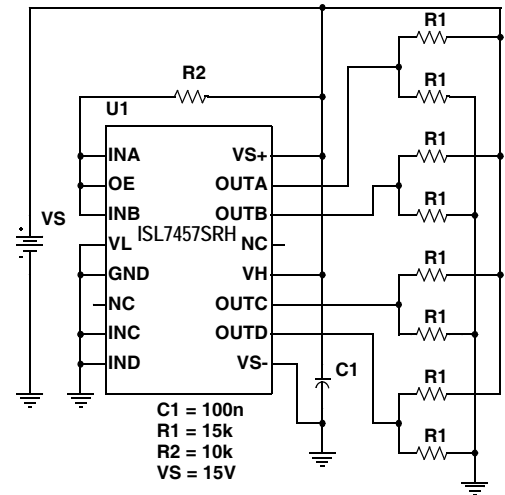 R1
R2
R1
U1
INA VS+ R1
OE OUTA
INB OUTB R1
VS
VL ISL7457SRH NC
GND VH R1
NC OUTC
INC OUTD R1
IND VS-
C1 R1
C1 = 100n
R1 = 15k R1
R2 = 10k
VS = 15V